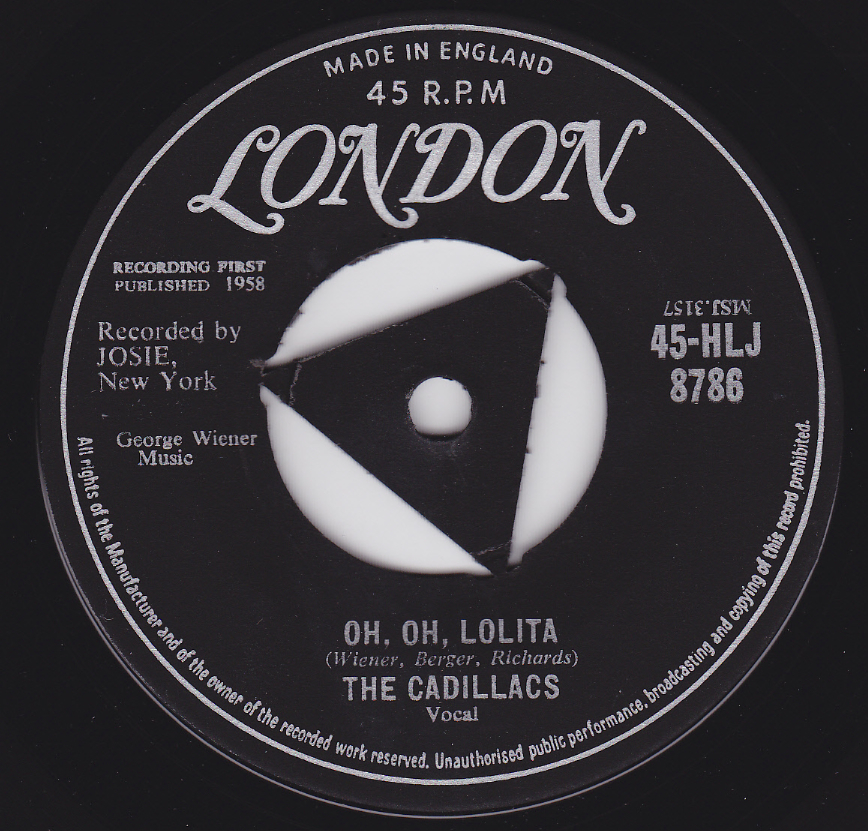 MADE IN ENGLAND
45 R.P.M
LONDON
RECORDING FIRST
PUBLISHED 1958
Recorded by
JOSIE,
New York
George Wiener
Music
MSJ.3157
45-HLJ
8786
OH, OH, LOLITA
(Wiener, Berger, Richards)
THE CADILLACS
Vocal
All rights of the Manufacturer and of the owner of the recorded work reserved. Unauthorised public performance, broadcasting and copying of this record prohibited.